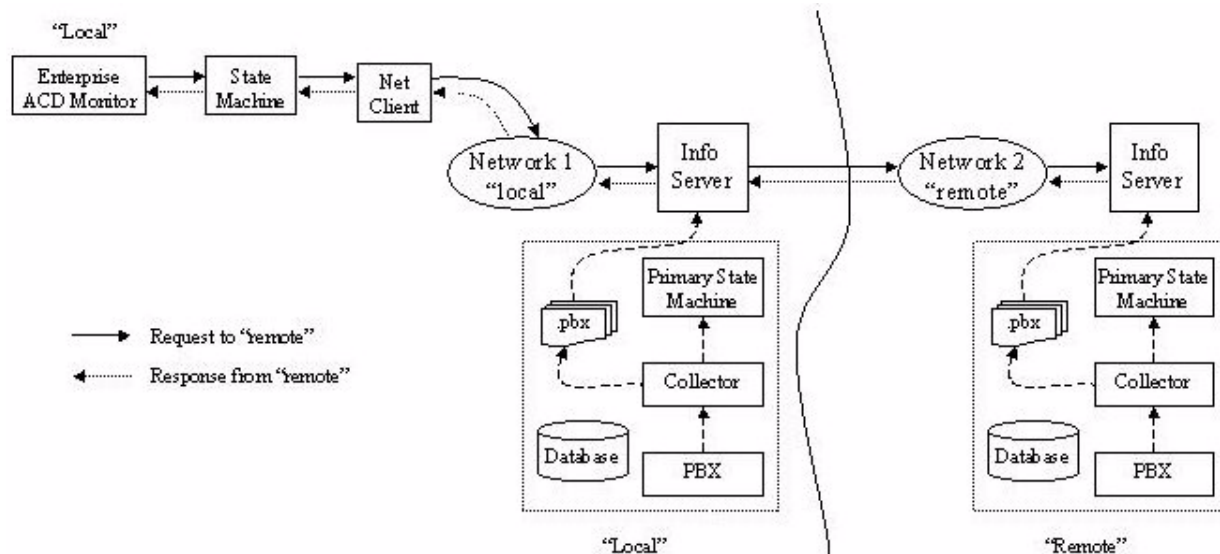 “Local”
Enterprise
ACD Monitor
State
Machine
Net
Client
Network 1
“local”
Info
Server
Network 2
“remote”
Info
Server
Primary State
Machine
.pbx
Collector
Database
PBX
Primary State
Machine
.pbx
Collector
Database
PBX
Request to “remote”
Response from “remote”
“Local”
“Remote”